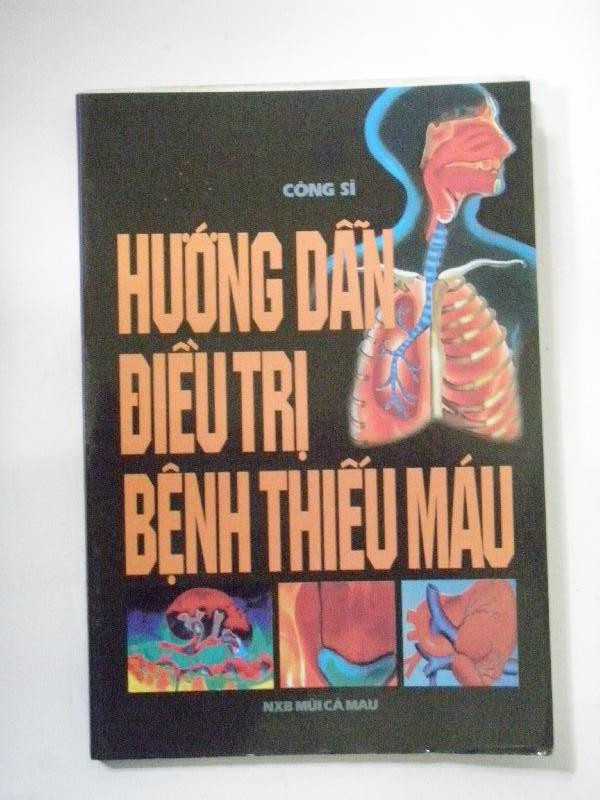 CÔNG SĨ
HƯỚNG DẪN
ĐIỀU TRỊ
BỆNH THIẾU MÁU
NXB MŨI CÀ MAU